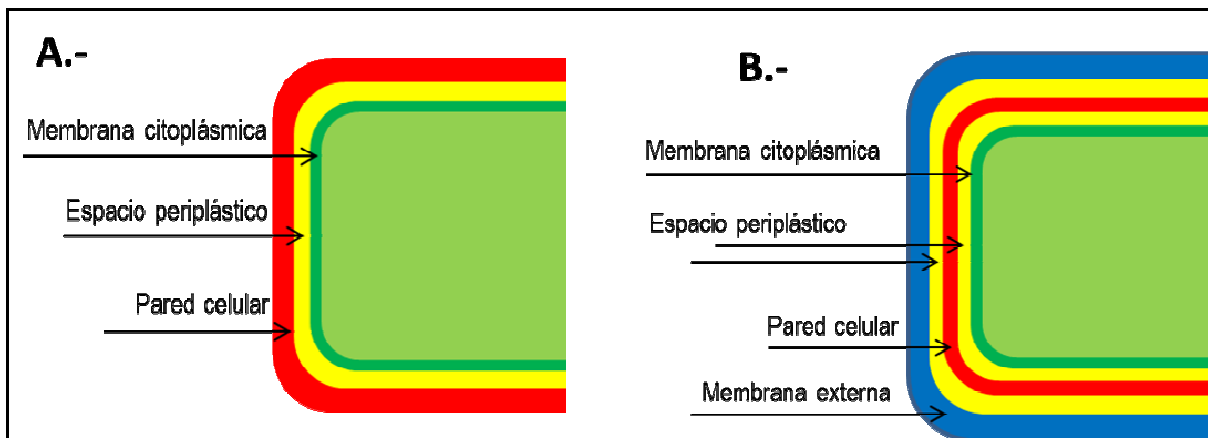 A.-
Membrana citoplásmica
Espacio periplástico
Pared celular
B.-
Membrana citoplásmica
Espacio periplástico
Pared celular
Membrana externa